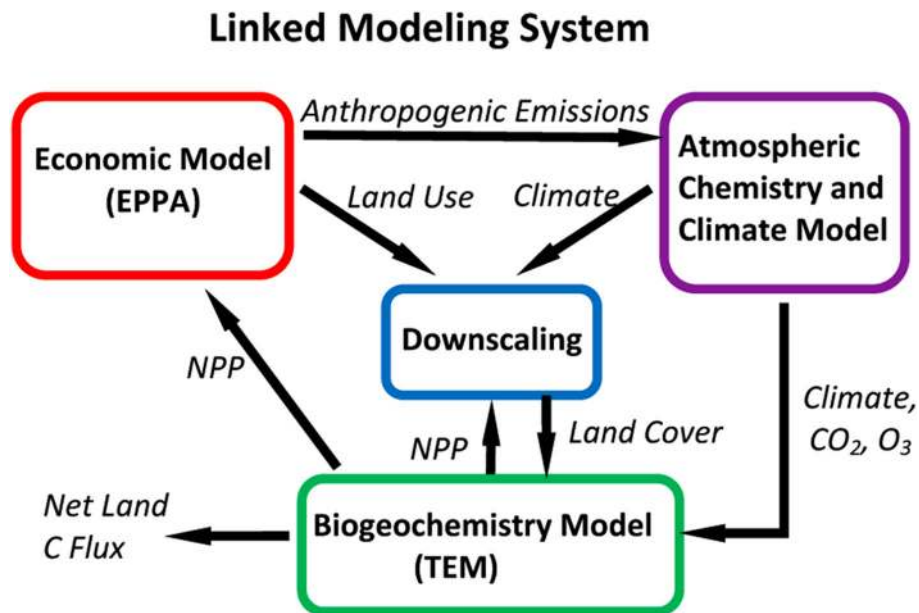 Linked Modeling System
Anthropogenic Emissions
Economic Model
(EPPA)
Atmospheric
Chemistry and
Climate Model
Land Use
Climate
Downscaling
NPP
Climate,
CO₂, O₃
NPP
Land Cover
Net Land
C Flux
Biogeochemistry Model
(TEM)